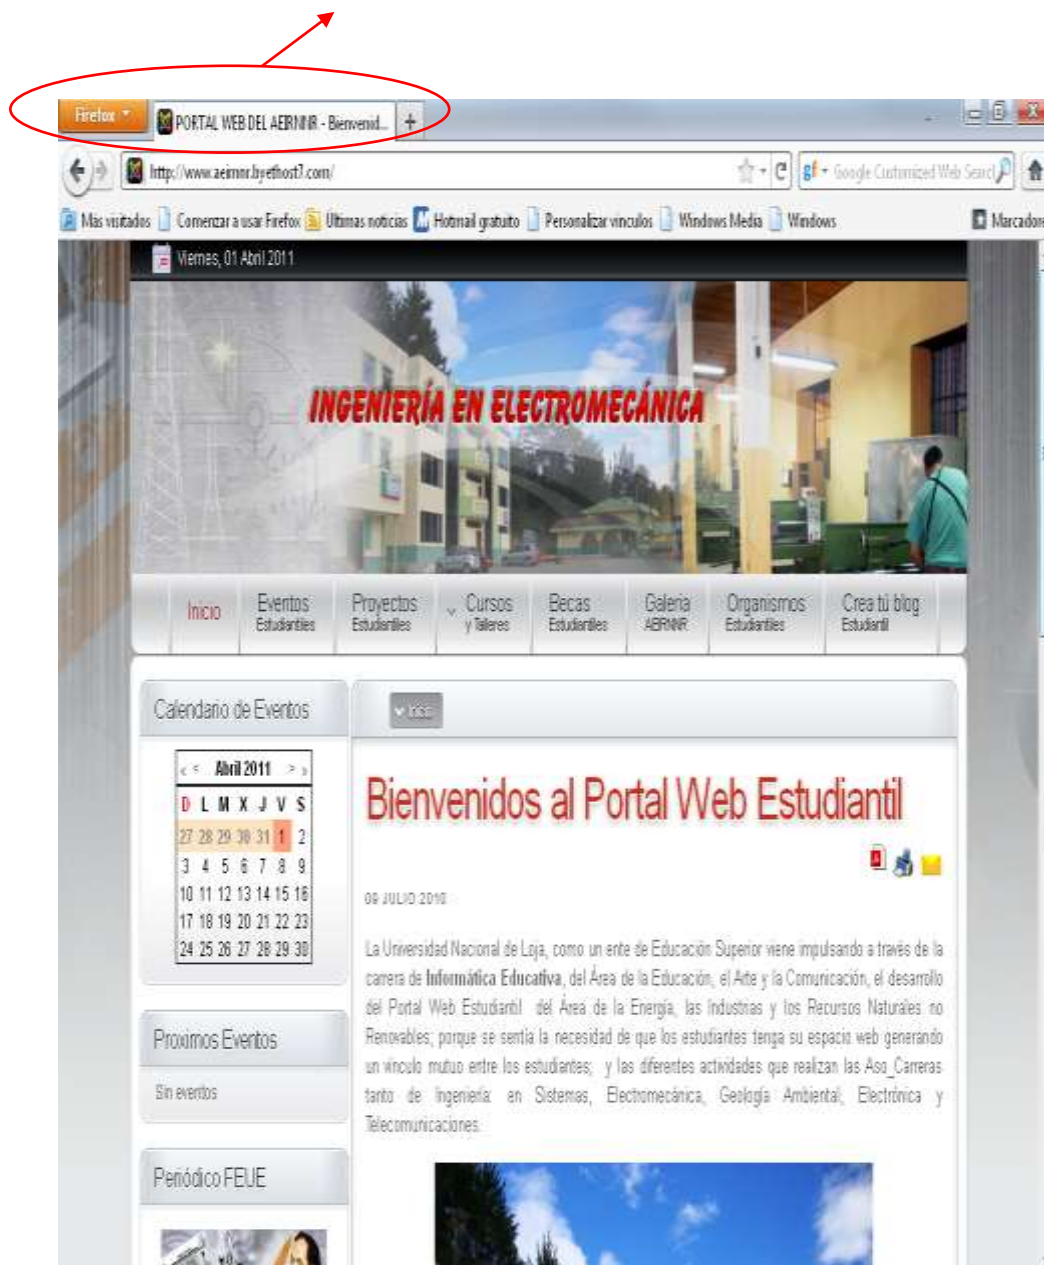 Firefox
PORTAL WEB DEL AEIRNNR - Bienvenid...
+
http://www.aeirnnr.byethost7.com/
Google Customized Web Searcl
Más visitados
Comenzar a usar Firefox
Últimas noticias
Hotmail gratuito
Personalizar vínculos
Windows Media
Windows
Marcadore
Viernes, 01 Abril 2011
INGENIERÍA EN ELECTROMECÁNICA
Inicio
Eventos
Estudiantiles
Proyectos
Estudiantiles
Cursos
y Talleres
Becas
Estudiantiles
Galeria
AEIRNNR
Organismos
Estudiantiles
Crea tú blog
Estudiantil
Calendario de Eventos
Inicio
« < Abril 2011 > »
D L M X J V S
27 28 29 30 31 1 2
3 4 5 6 7 8 9
10 11 12 13 14 15 16
17 18 19 20 21 22 23
24 25 26 27 28 29 30
Proximos Eventos
Sin eventos
Periódico FEUE
Bienvenidos al Portal Web Estudiantil
09 JULIO 2010
La Universidad Nacional de Loja, como un ente de Educación Superior viene impulsando a través de la
carrera de Informática Educativa, del Área de la Educación, el Arte y la Comunicación, el desarrollo
del Portal Web Estudiantil del Área de la Energía, las Industrias y los Recursos Naturales no
Renovables; porque se sentía la necesidad de que los estudiantes tenga su espacio web generando
un vinculo mutuo entre los estudiantes; y las diferentes actividades que realizan las Aso_Carreras
tanto de Ingeniería: en Sistemas, Electromecánica, Geología Ambiental, Electrónica y
Telecomunicaciones.